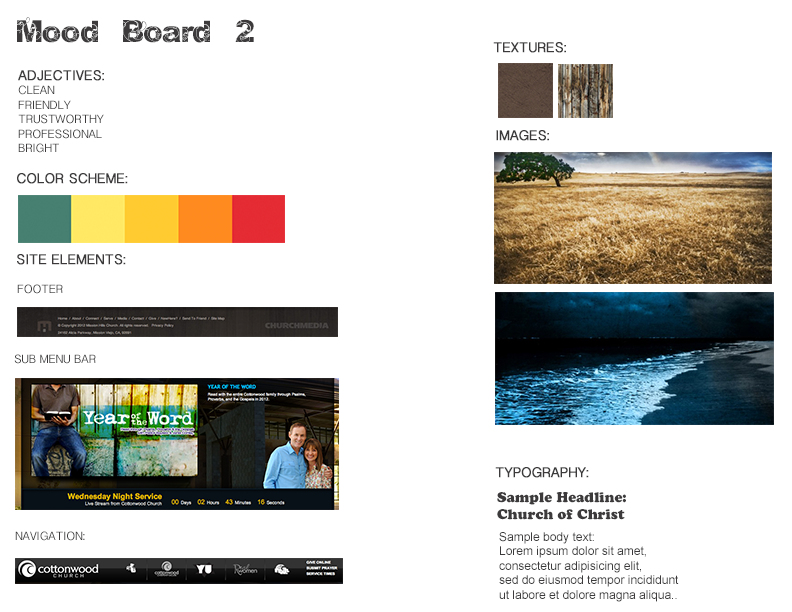 Mood Board 2
ADJECTIVES:
CLEAN
FRIENDLY
TRUSTWORTHY
PROFESSIONAL
BRIGHT
COLOR SCHEME:
SITE ELEMENTS:
FOOTER
Home / About / Connect / Serve / Media / Contact / Give / NewHere? / Send To Friend / Site Map
© Copyright 2012 Mission Hills Church. All rights reserved. Privacy Policy
CHURCHMEDIA
SUB MENU BAR
Year of the Word
YEAR OF THE WORD
Read with the entire Cottonwood family through Psalms,
Proverbs, and the Gospels in 2012.
Wednesday Night Service
Live Stream from Cottonwood Church
00 Days 02 Hours 43 Minutes 16 Seconds
NAVIGATION:
cottonwood
CHURCH
cottonwood
YU
Real women
GIVE ONLINE
SUBMIT PRAYER
SERVICE TIMES
TEXTURES:
IMAGES:
TYPOGRAPHY:
Sample Headline:
Church of Christ
Sample body text:
Lorem ipsum dolor sit amet,
consectetur adipisicing elit,
sed do eiusmod tempor incididunt
ut labore et dolore magna aliqua..